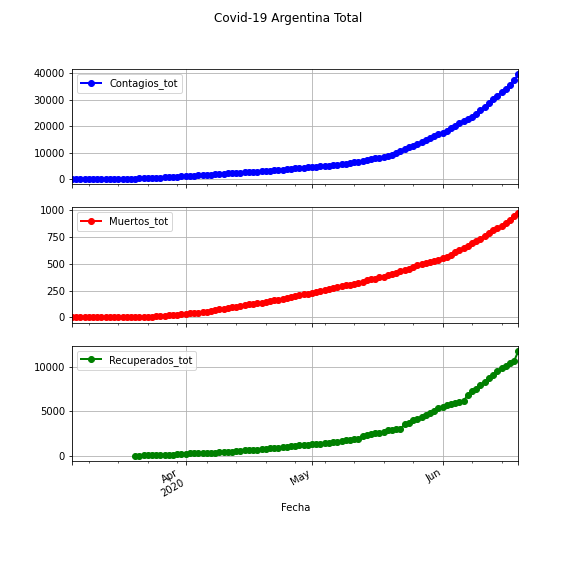 Covid-19 Argentina Total
40000
30000
20000
10000
0
Contagios_tot
1000
750
500
250
0
Muertos_tot
10000
5000
0
Recuperados_tot
Apr
2020
May
Jun
Fecha